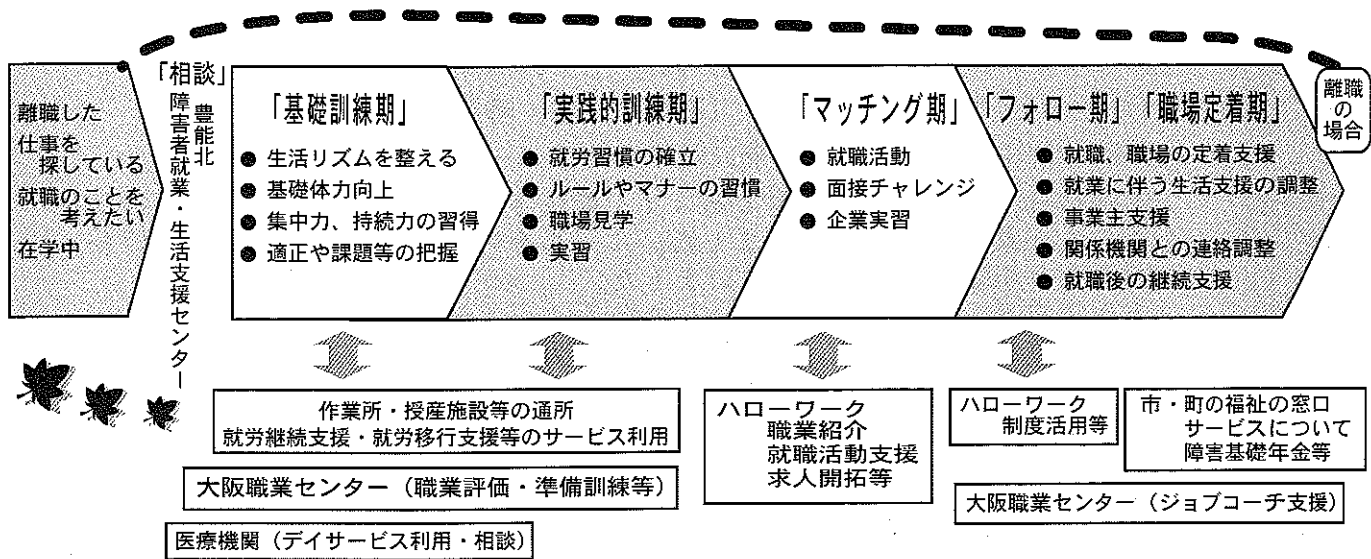 離職した
仕事を
探している
就職のことを
考えたい
在学中
「相談」
豊能北
障害者就業・生活支援センター
「基礎訓練期」
● 生活リズムを整える
● 基礎体力向上
● 集中力、持続力の習得
● 適正や課題等の把握
「実践的訓練期」
● 就労習慣の確立
● ルールやマナーの習慣
● 職場見学
● 実習
「マッチング期」
● 就職活動
● 面接チャレンジ
● 企業実習
「フォロー期」「職場定着期」
● 就職、職場の定着支援
● 就業に伴う生活支援の調整
● 事業主支援
● 関係機関との連絡調整
● 就職後の継続支援
離職
の
場合
作業所・授産施設等の通所
就労継続支援・就労移行支援等のサービス利用
大阪職業センター（職業評価・準備訓練等）
医療機関（デイサービス利用・相談）
ハローワーク
職業紹介
就職活動支援
求人開拓等
ハローワーク
制度活用等
市・町の福祉の窓口
サービスについて
障害基礎年金等
大阪職業センター（ジョブコーチ支援）